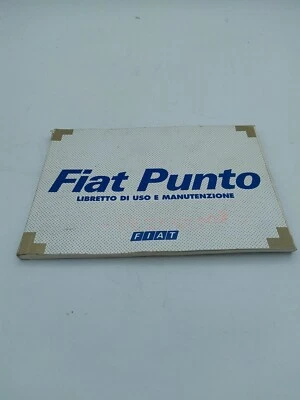 Fiat Punto
LIBRETTO DI USO E MANUTENZIONE
FIAT